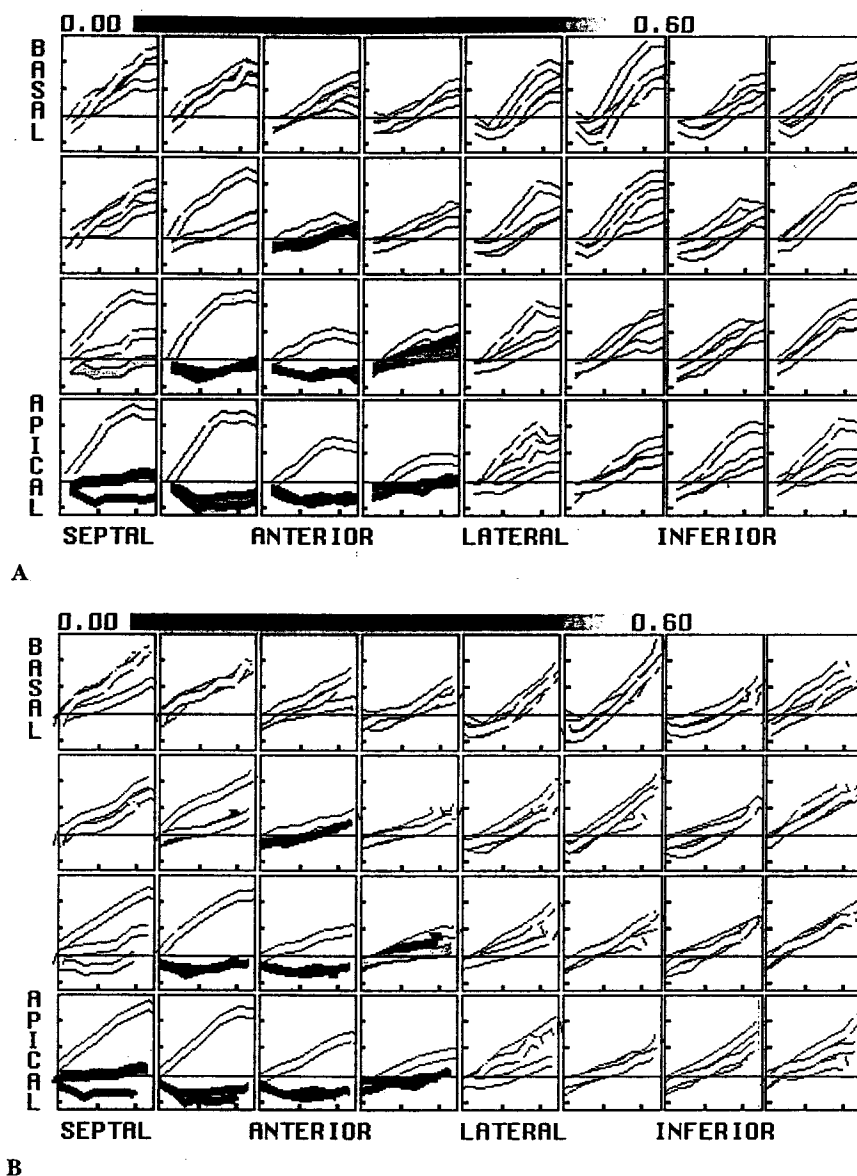 0.00 0.60
BASAL
APICAL
SEPTAL ANTERIOR LATERAL INFERIOR
A
0.00 0.60
BASAL
APICAL
SEPTAL ANTERIOR LATERAL INFERIOR
B